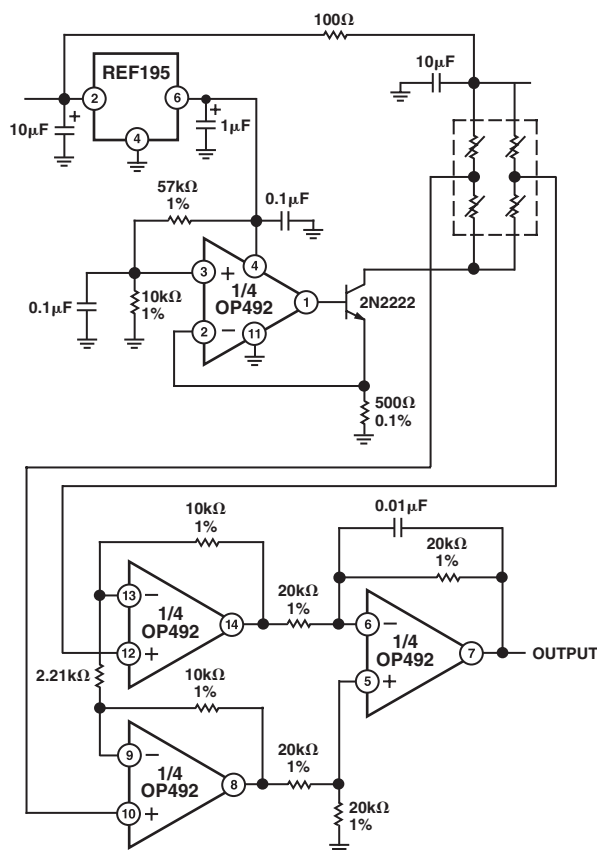 100Ω
REF195
2
6
4
10μF
+
+
1μF
10μF
57kΩ
1%
0.1μF
3
+
4
1/4
OP492
1
2
−
11
0.1μF
10kΩ
1%
2N2222
500Ω
0.1%
10kΩ
1%
0.01μF
20kΩ
1%
13
−
1/4
OP492
14
12
+
20kΩ
1%
6
−
1/4
OP492
7
OUTPUT
5
+
2.21kΩ
10kΩ
1%
9
−
1/4
OP492
8
10
+
20kΩ
1%
20kΩ
1%